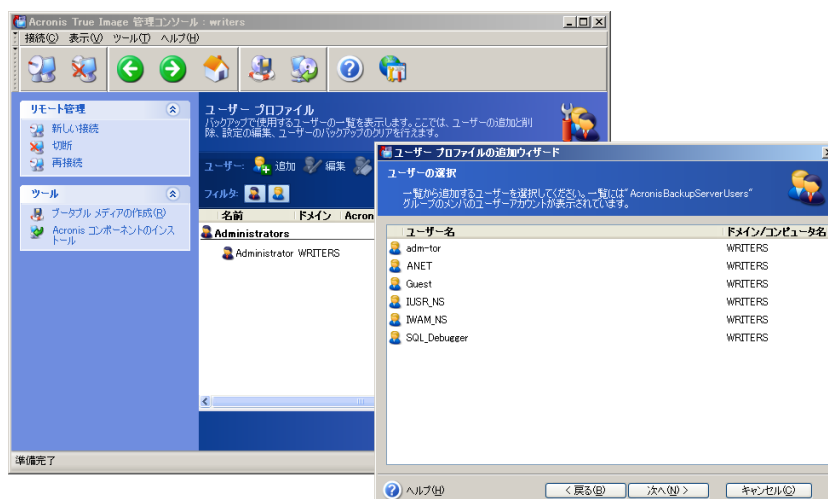 Acronis True Image 管理コンソール : writers
接続(C) 表示(V) ツール(T) ヘルプ(H)
リモート管理
新しい接続
切断
再接続
ツール
ブータブル メディアの作成(R)
Acronis コンポーネントのインス
トール
ユーザー プロファイル
バックアップで使用するユーザーの一覧を表示します。ここでは、ユーザーの追加と削
除、設定の編集、ユーザーのバックアップのクリアを行えます。
ユーザー: 追加 編集
フィルタ:
名前 ドメイン Acron
Administrators
Administrator WRITERS
準備完了
ユーザー プロファイルの追加ウィザード
ユーザーの選択
一覧から追加するユーザーを選択してください。一覧には"AcronisBackupServerUsers"
グループのメンバのユーザーアカウントが表示されています。
ユーザー名 ドメイン/コンピュータ名
adm-tor WRITERS
ANET WRITERS
Guest WRITERS
IUSR_NS WRITERS
IWAM_NS WRITERS
SQL_Debugger WRITERS
ヘルプ(H) < 戻る(B) 次へ(N) > キャンセル(C)